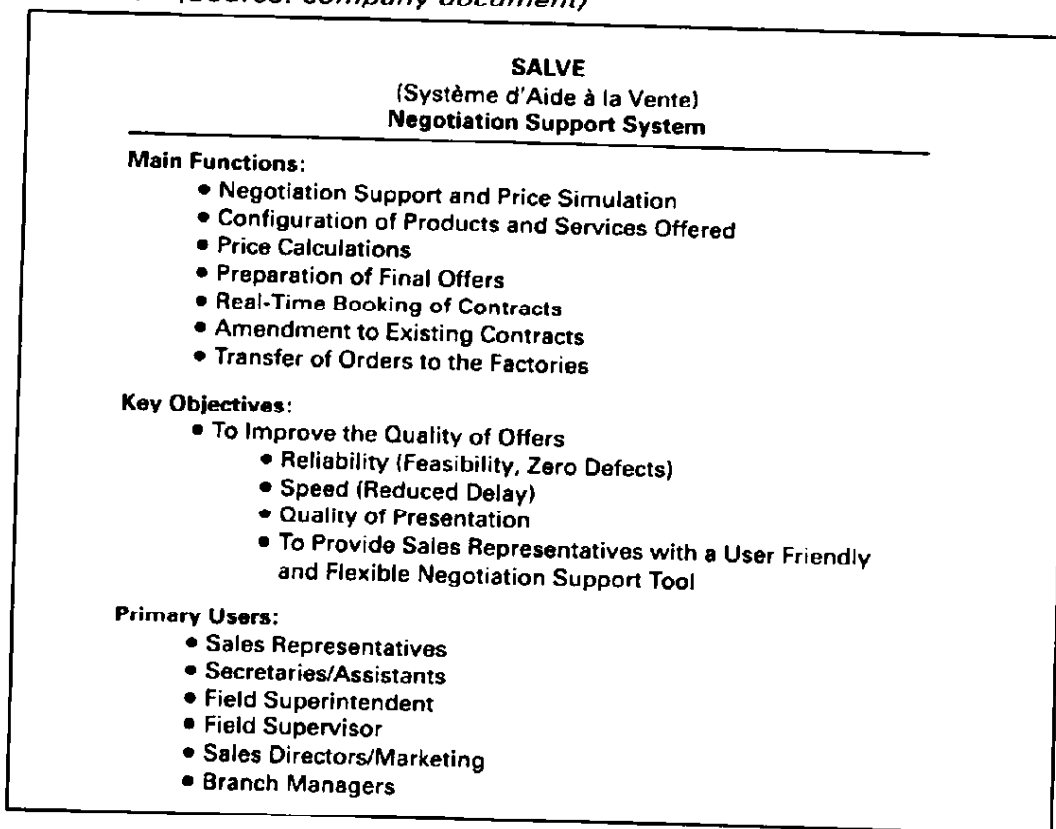 (Source: company document)
SALVE
(Système d'Aide à la Vente)
Negotiation Support System
Main Functions:
• Negotiation Support and Price Simulation
• Configuration of Products and Services Offered
• Price Calculations
• Preparation of Final Offers
• Real-Time Booking of Contracts
• Amendment to Existing Contracts
• Transfer of Orders to the Factories
Key Objectives:
• To Improve the Quality of Offers
• Reliability (Feasibility, Zero Defects)
• Speed (Reduced Delay)
• Quality of Presentation
• To Provide Sales Representatives with a User Friendly
and Flexible Negotiation Support Tool
Primary Users:
• Sales Representatives
• Secretaries/Assistants
• Field Superintendent
• Field Supervisor
• Sales Directors/Marketing
• Branch Managers